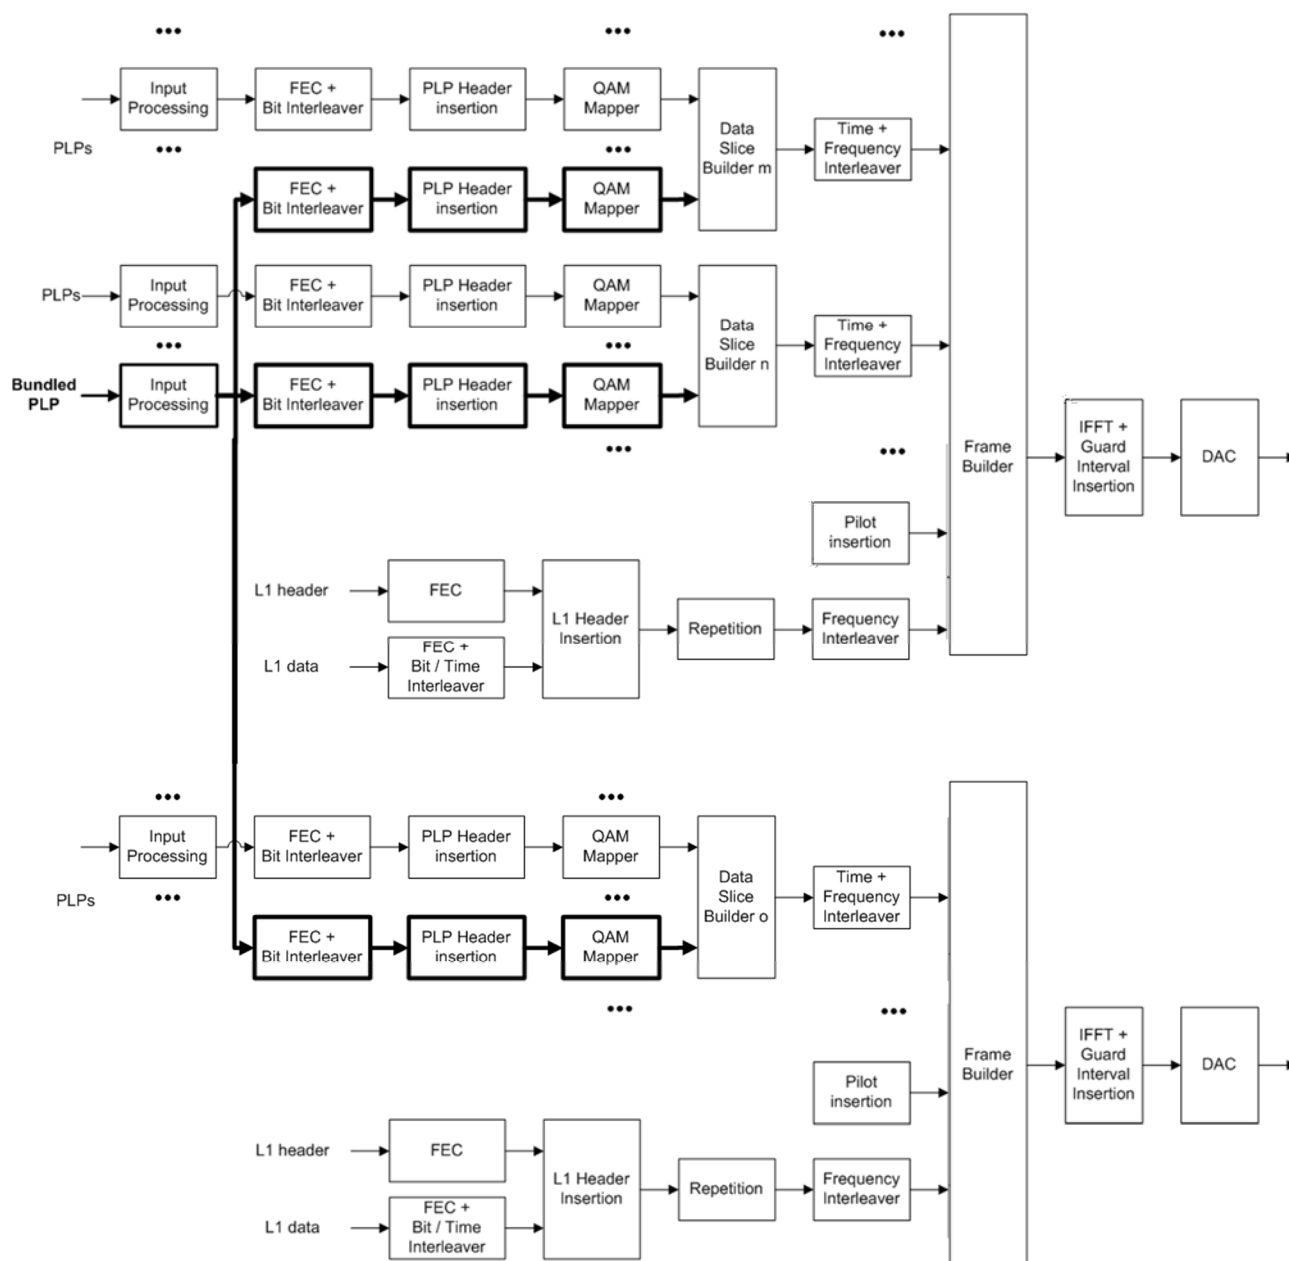 •••
•••
•••
Input
Processing
FEC +
Bit Interleaver
PLP Header
insertion
QAM
Mapper
Data
Slice
Builder m
Time +
Frequency
Interleaver
PLPs
•••
•••
FEC +
Bit Interleaver
PLP Header
insertion
QAM
Mapper
PLPs
Input
Processing
FEC +
Bit Interleaver
PLP Header
insertion
QAM
Mapper
Data
Slice
Builder n
Time +
Frequency
Interleaver
•••
•••
Bundled
PLP
Input
Processing
FEC +
Bit Interleaver
PLP Header
insertion
QAM
Mapper
•••
•••
Frame
Builder
IFFT +
Guard
Interval
Insertion
DAC
Pilot
insertion
L1 header
FEC
L1 Header
Insertion
Repetition
Frequency
Interleaver
L1 data
FEC +
Bit / Time
Interleaver
•••
•••
Input
Processing
FEC +
Bit Interleaver
PLP Header
insertion
QAM
Mapper
Data
Slice
Builder o
Time +
Frequency
Interleaver
PLPs
•••
•••
FEC +
Bit Interleaver
PLP Header
insertion
QAM
Mapper
•••
•••
Frame
Builder
IFFT +
Guard
Interval
Insertion
DAC
Pilot
insertion
L1 header
FEC
L1 Header
Insertion
Repetition
Frequency
Interleaver
L1 data
FEC +
Bit / Time
Interleaver